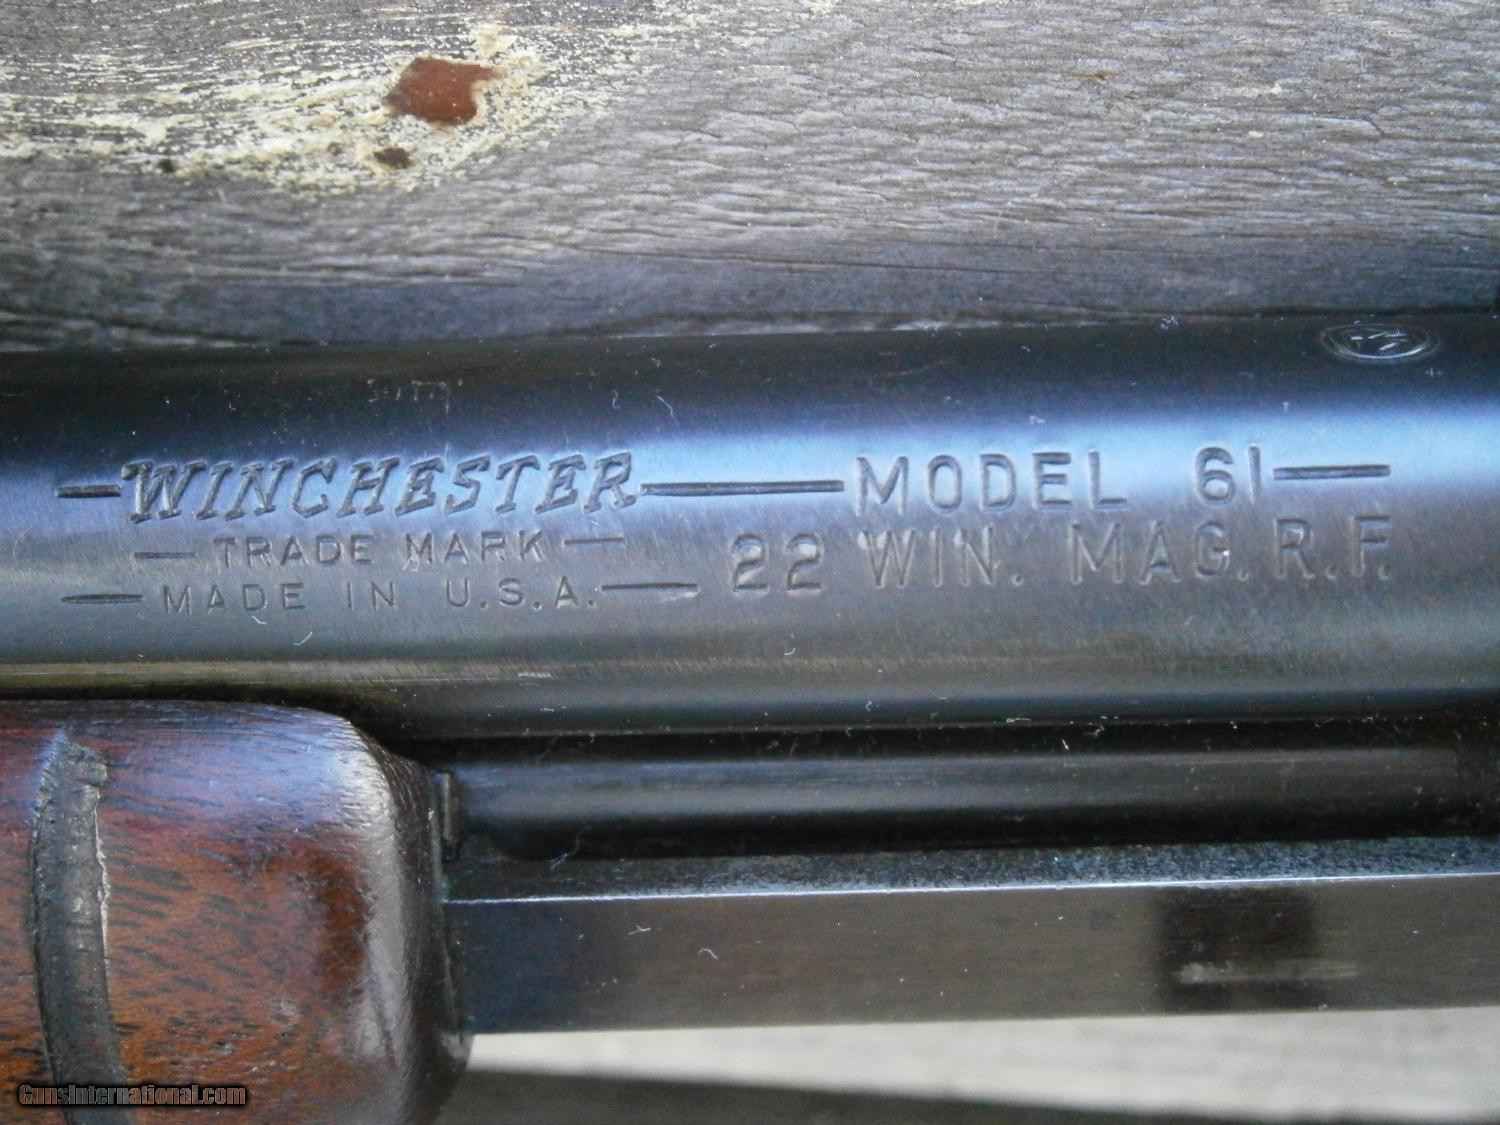 WINCHESTER MODEL 61
TRADE MARK 22 WIN. MAG. R. F.
MADE IN U.S.A.
GunsInternational.com